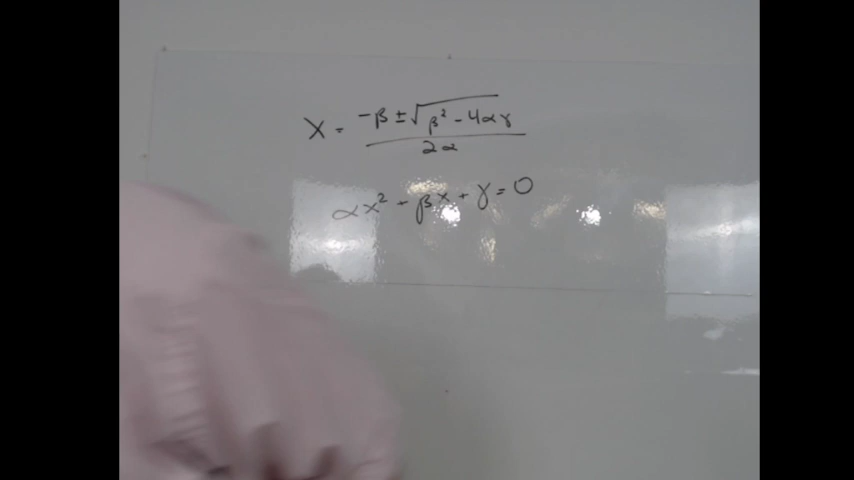 x = (-β ± √(β² - 4αγ)) / 2α
αx² + βx + γ = 0